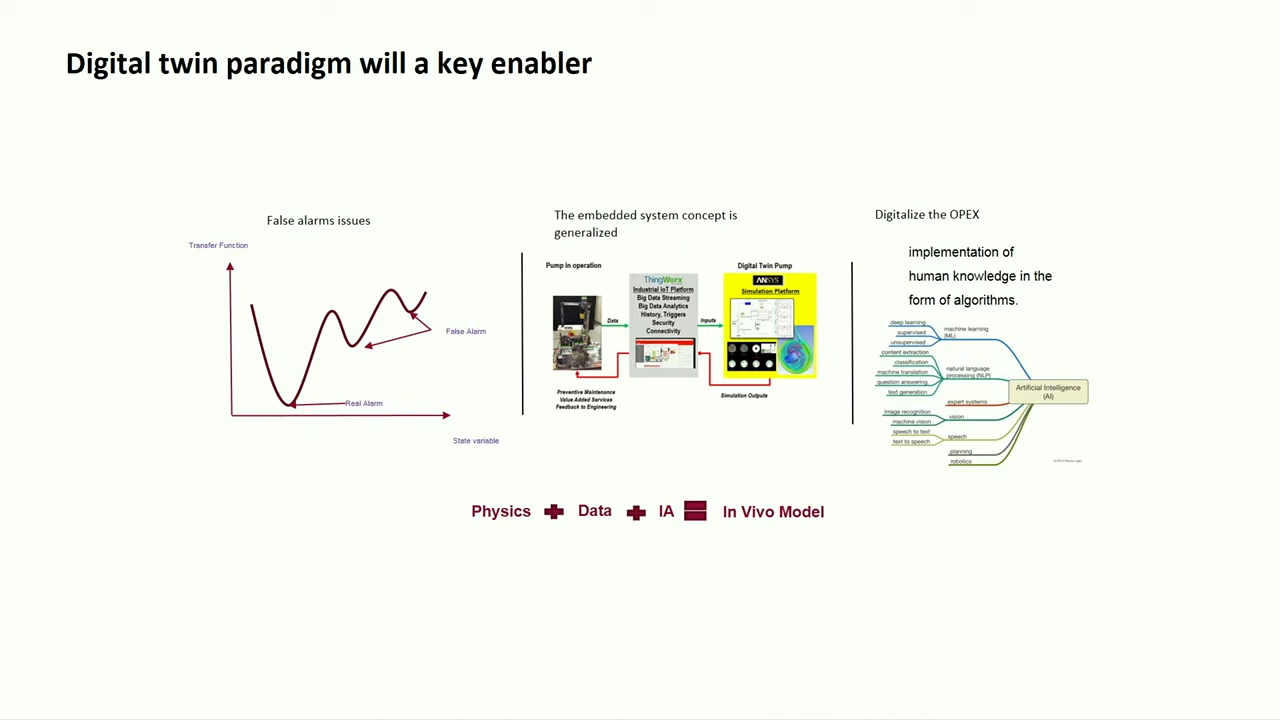 Digital twin paradigm will a key enabler
False alarms issues
Transfer Function
False Alarm
Real Alarm
State variable
The embedded system concept is
generalized
Pump in operation
Digital Twin Pump
Data
ThingWorx
Industrial IoT Platform
Big Data Streaming
Big Data Analytics
History, Triggers
Security
Connectivity
Inputs
ANSYS
Simulation Platform
Preventive Maintenance
Value Added Services
Feedback to Engineering
Simulation Outputs
Digitalize the OPEX
implementation of
human knowledge in the
form of algorithms.
deep learning
supervised
unsupervised
machine learning
(ML)
content extraction
classification
machine translation
question answering
text generation
natural language
processing (NLP)
expert systems
image recognition
machine vision
vision
speech to text
text to speech
speech
planning
robotics
Artificial Intelligence
(AI)
Physics + Data + IA = In Vivo Model